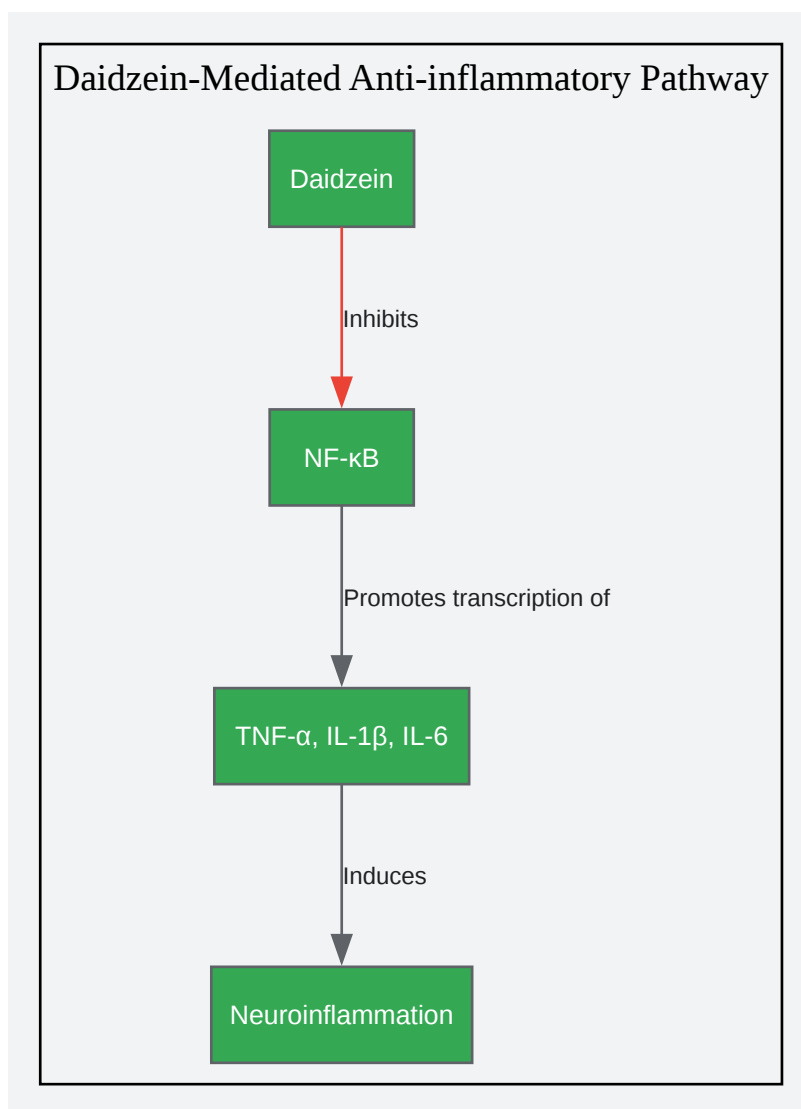 Daidzein-Mediated Anti-inflammatory Pathway
Daidzein
Inhibits
NF-κB
Promotes transcription of
TNF-α, IL-1β, IL-6
Induces
Neuroinflammation